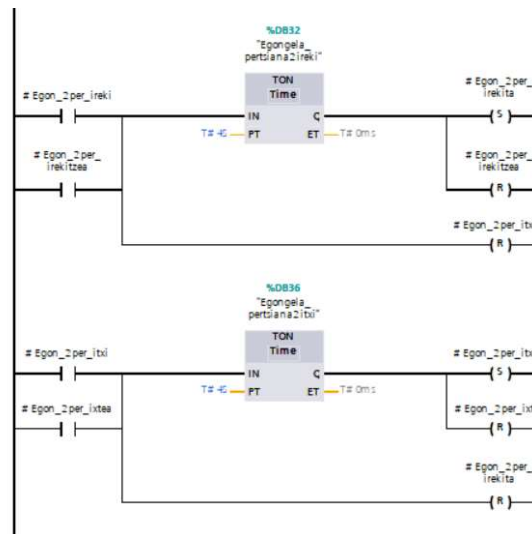 %DB32
"Egongela_
pertsiana2ireki"
TON
Time
# Egon_2per_ireki
IN
Q
T# 4S
PT
ET
T# 0ms
# Egon_2per_
irekita
( S )
# Egon_2per_
irekitzea
# Egon_2per_
irekitzea
( R )
# Egon_2per_itx
( R )
%DB36
"Egongela_
pertsiana2itxi"
TON
Time
# Egon_2per_itxi
IN
Q
T# 4S
PT
ET
T# 0ms
# Egon_2per_itx
( S )
# Egon_2per_ixtea
# Egon_2per_ixt
( R )
# Egon_2per_
irekita
( R )